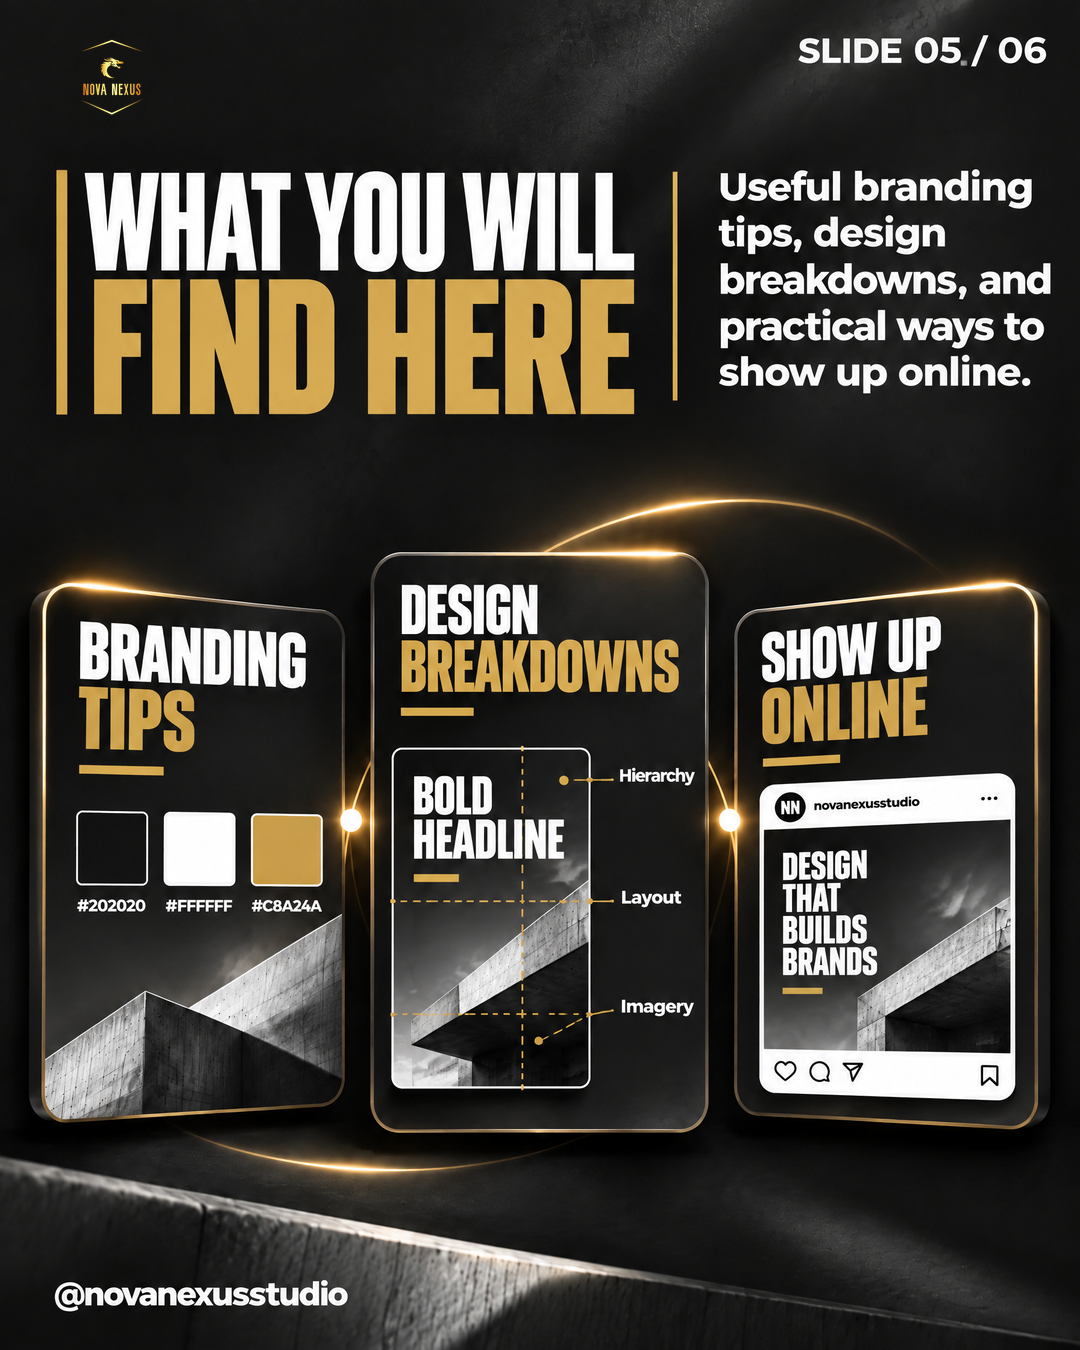 NOVA NEXUS
SLIDE 05 / 06
WHAT YOU WILL
FIND HERE
Useful branding
tips, design
breakdowns, and
practical ways to
show up online.
BRANDING
TIPS
#202020 #FFFFFF #C8A24A
DESIGN
BREAKDOWNS
BOLD
HEADLINE
Hierarchy
Layout
Imagery
SHOW UP
ONLINE
NN novanexusstudio
DESIGN
THAT
BUILDS
BRANDS
@novanexusstudio